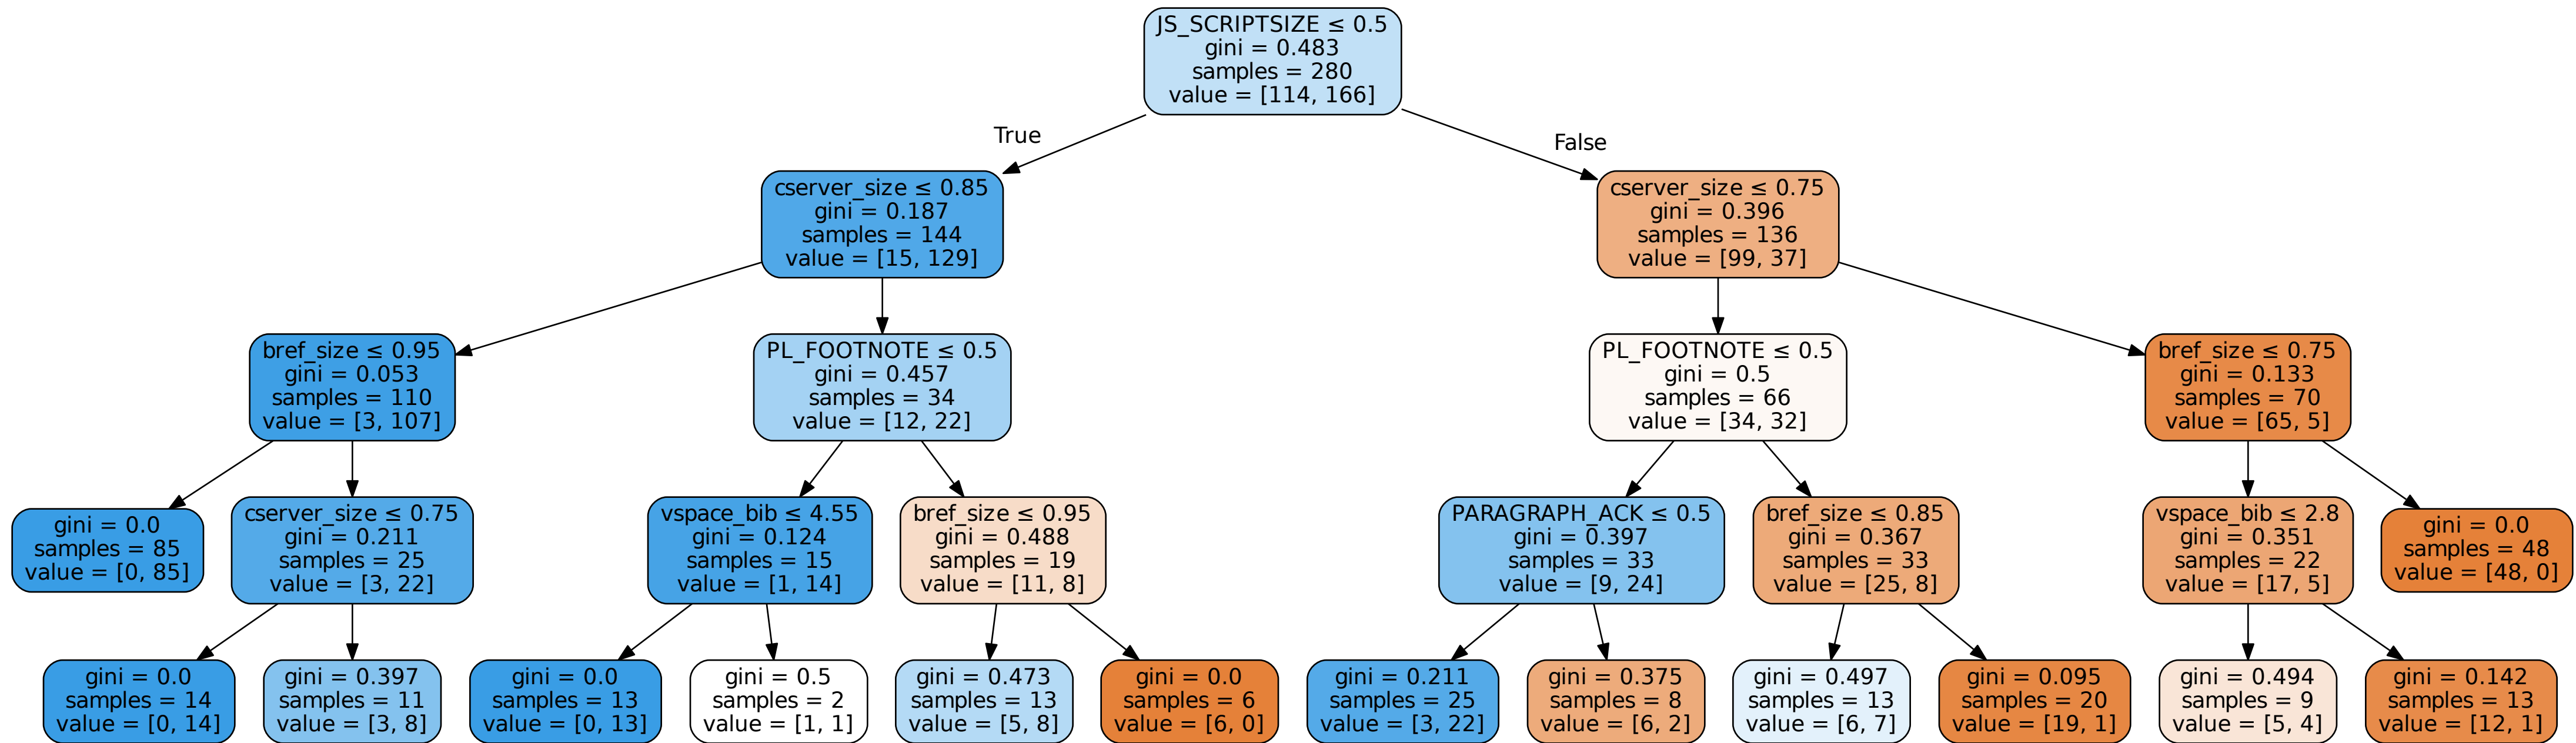 JS_SCRIPTSIZE ≤ 0.5
gini = 0.483
samples = 280
value = [114, 166]
True
False
cserver_size ≤ 0.85
gini = 0.187
samples = 144
value = [15, 129]
cserver_size ≤ 0.75
gini = 0.396
samples = 136
value = [99, 37]
bref_size ≤ 0.95
gini = 0.053
samples = 110
value = [3, 107]
PL_FOOTNOTE ≤ 0.5
gini = 0.457
samples = 34
value = [12, 22]
PL_FOOTNOTE ≤ 0.5
gini = 0.5
samples = 66
value = [34, 32]
bref_size ≤ 0.75
gini = 0.133
samples = 70
value = [65, 5]
gini = 0.0
samples = 85
value = [0, 85]
cserver_size ≤ 0.75
gini = 0.211
samples = 25
value = [3, 22]
vspace_bib ≤ 4.55
gini = 0.124
samples = 15
value = [1, 14]
bref_size ≤ 0.95
gini = 0.488
samples = 19
value = [11, 8]
PARAGRAPH_ACK ≤ 0.5
gini = 0.397
samples = 33
value = [9, 24]
bref_size ≤ 0.85
gini = 0.367
samples = 33
value = [25, 8]
vspace_bib ≤ 2.8
gini = 0.351
samples = 22
value = [17, 5]
gini = 0.0
samples = 48
value = [48, 0]
gini = 0.0
samples = 14
value = [0, 14]
gini = 0.397
samples = 11
value = [3, 8]
gini = 0.0
samples = 13
value = [0, 13]
gini = 0.5
samples = 2
value = [1, 1]
gini = 0.473
samples = 13
value = [5, 8]
gini = 0.0
samples = 6
value = [6, 0]
gini = 0.211
samples = 25
value = [3, 22]
gini = 0.375
samples = 8
value = [6, 2]
gini = 0.497
samples = 13
value = [6, 7]
gini = 0.095
samples = 20
value = [19, 1]
gini = 0.494
samples = 9
value = [5, 4]
gini = 0.142
samples = 13
value = [12, 1]